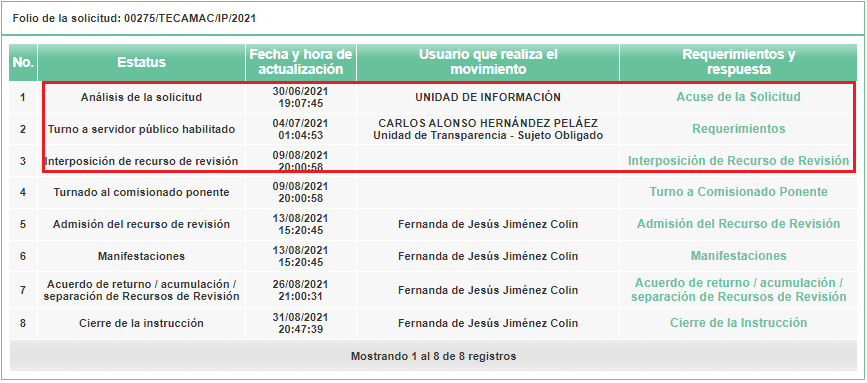 Folio de la solicitud: 00275/TECAMAC/IP/2021
No. Estatus Fecha y hora de actualización Usuario que realiza el movimiento Requerimientos y respuesta
1 Análisis de la solicitud 30/06/2021 19:07:45 UNIDAD DE INFORMACIÓN Acuse de la Solicitud
2 Turno a servidor público habilitado 04/07/2021 01:04:53 CARLOS ALONSO HERNÁNDEZ PELÁEZ Unidad de Transparencia - Sujeto Obligado Requerimientos
3 Interposición de recurso de revisión 09/08/2021 20:00:58 Interposición de Recurso de Revisión
4 Turnado al comisionado ponente 09/08/2021 20:00:58 Turno a Comisionado Ponente
5 Admisión del recurso de revisión 13/08/2021 15:20:45 Fernanda de Jesús Jiménez Colin Admisión del Recurso de Revisión
6 Manifestaciones 13/08/2021 15:20:45 Fernanda de Jesús Jiménez Colin Manifestaciones
7 Acuerdo de returno / acumulación / separación de Recursos de Revisión 26/08/2021 21:00:31 Fernanda de Jesús Jiménez Colin Acuerdo de returno / acumulación / separación de Recursos de Revisión
8 Cierre de la instrucción 31/08/2021 20:47:39 Fernanda de Jesús Jiménez Colin Cierre de la Instrucción
Mostrando 1 al 8 de 8 registros